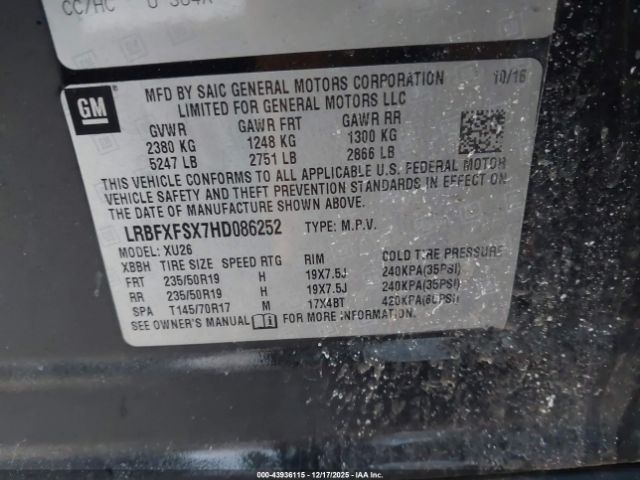 CC/HC U 504X
GM
MFD BY SAIC GENERAL MOTORS CORPORATION 10/16
LIMITED FOR GENERAL MOTORS LLC
GVWR GAWR FRT GAWR RR
2380 KG 1248 KG 1300 KG
5247 LB 2751 LB 2866 LB
THIS VEHICLE CONFORMS TO ALL APPLICABLE U.S. FEDERAL MOTOR
VEHICLE SAFETY AND THEFT PREVENTION STANDARDS IN EFFECT ON
THE DATE OF MANUFACTURE SHOWN ABOVE.
LRBFXFSX7HD086252 TYPE: M.P.V.
MODEL: XU26
XBBH TIRE SIZE SPEED RTG RIM COLD TIRE PRESSURE
FRT 235/50R19 H 19X7.5J 240KPA(35PSI)
RR 235/50R19 H 19X7.5J 240KPA(35PSI)
SPA T145/70R17 M 17X4BT 420KPA(60PSI)
SEE OWNER'S MANUAL FOR MORE INFORMATION.
© IAA - 43936115 - 12/17/2025 - IAAI.COM